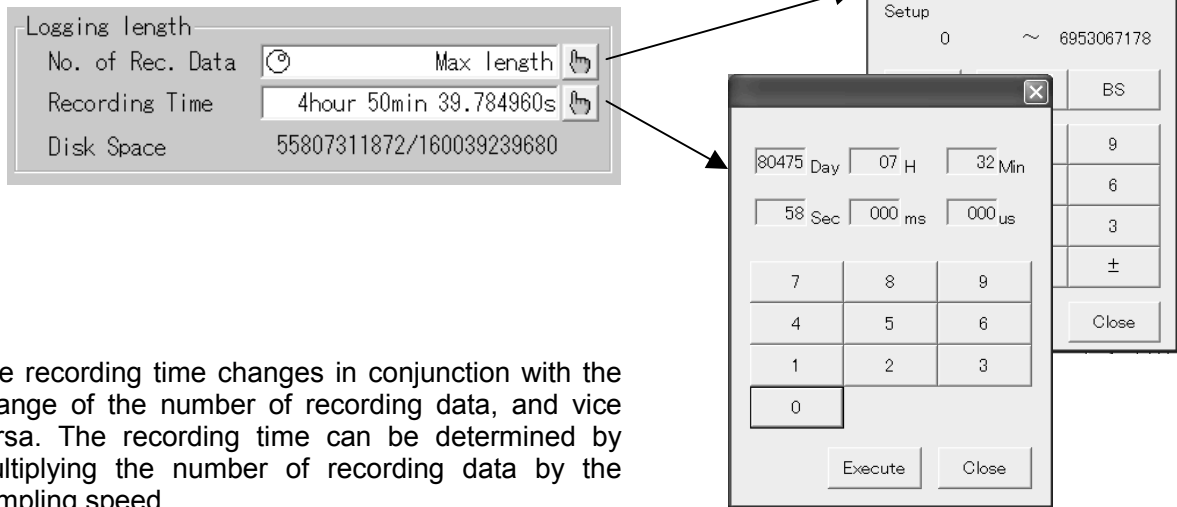 Logging length
No. of Rec. Data Max length
Recording Time 4hour 50min 39.784960s
Disk Space 55807311872/160039239680
Setup
0 ~ 6953067178
BS
9
6
3
±
Close
80475 Day 07 H 32 Min
58 Sec 000 ms 000 us
7 8 9
4 5 6
1 2 3
0
Execute Close
e recording time changes in conjunction with the
ange of the number of recording data, and vice
rsa. The recording time can be determined by
ultiplying the number of recording data by the
mpling speed